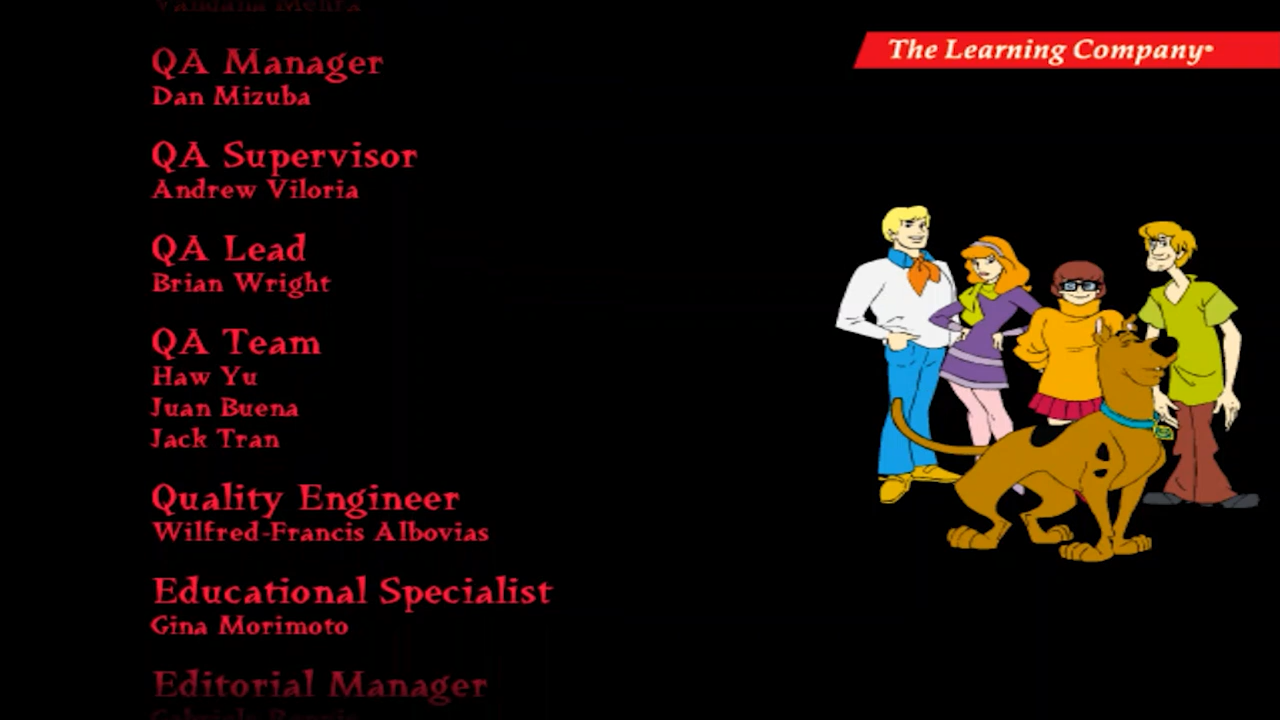 The Learning Company®
QA Manager
Dan Mizuba
QA Supervisor
Andrew Viloria
QA Lead
Brian Wright
QA Team
Haw Yu
Juan Buena
Jack Tran
Quality Engineer
Wilfred-Francis Albovias
Educational Specialist
Gina Morimoto
Editorial Manager